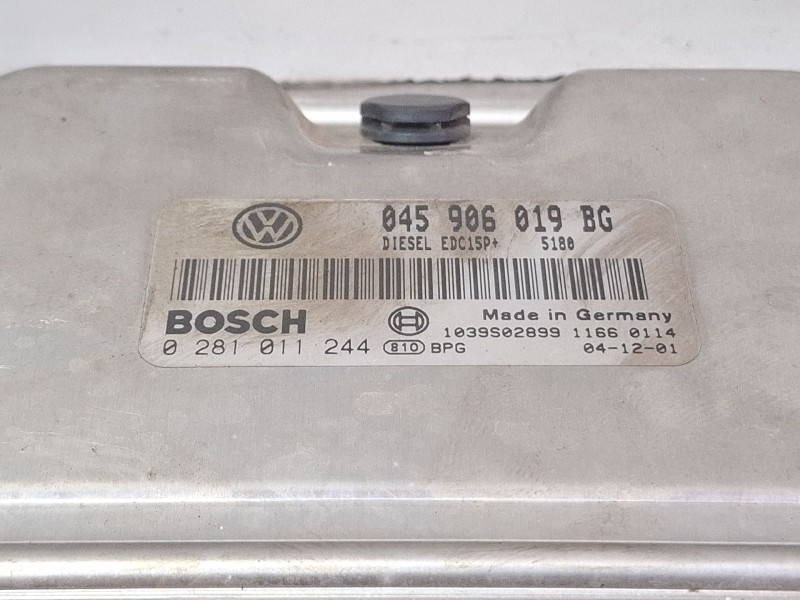 VW 045 906 019 BG
DIESEL EDC15P+ 5180
BOSCH Made in Germany
1039S02899 1166 0114
0 281 011 244 810 BPG 04-12-01